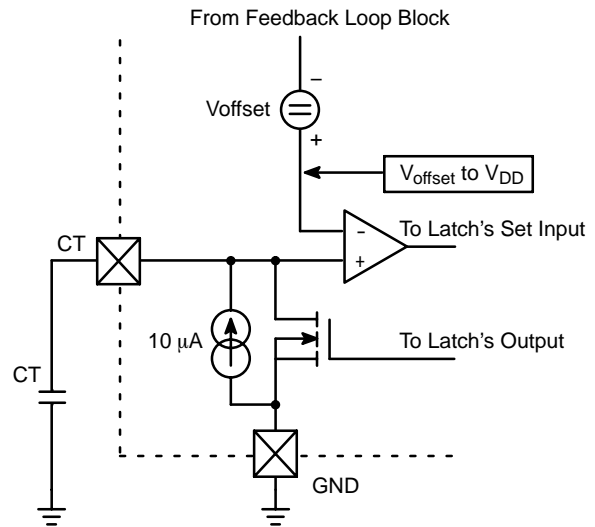 From Feedback Loop Block
−
Voffset
+
Voffset to VDD
−
To Latch's Set Input
CT
+
10 μA
To Latch's Output
CT
GND